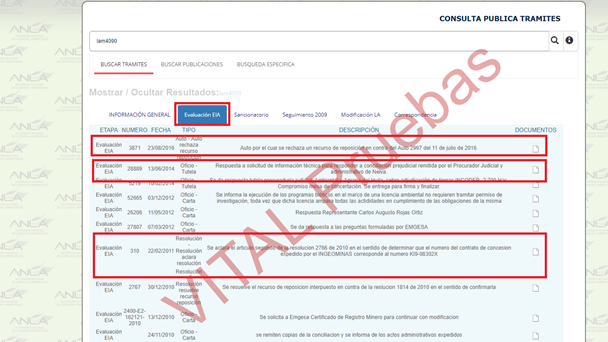 CONSULTA PUBLICA TRAMITES
lam4090
BUSCAR TRAMITES BUSCAR PUBLICACIONES BUSQUEDA ESPECIFICA
Mostrar / Ocultar Resultados:lam4090
INFORMACIÓN GENERAL Evaluación EIA Sancionatorio Seguimiento 2009 Modificación LA Correspondencia
ETAPA NUMERO FECHA TIPO DESCRIPCIÓN DOCUMENTOS
Evaluación EIA 3871 23/08/2016 Auto - Auto rechaza recurso reposición Auto por el cual se rechaza un recurso de reposición en contra del Auto 2997 del 11 de julio de 2016.
Evaluación EIA 26889 13/06/2014 Oficio - Tutela Respuesta a solicitud de información técnica para responder a conciliación prejudicial remitida por el Procurador Judicial y administrativo de Neiva.
Evaluación EIA 10/02/2014 Oficio - Tutela Compromiso de concertación. Se entrega para firma y finalizar.
Evaluación EIA 52665 03/12/2012 Oficio - Carta Se informa la ejecución de los programas bioticos en el marco de una licencia ambiental no requieren tramitar permiso de investigación, toda vez que dicha licencia ampara todas las actividades en cumplimiento de las obligaciones de la misma
Evaluación EIA 26206 11/05/2012 Oficio - Carta Respuesta Representante Carlos Augusto Rojas Ortiz
Evaluación EIA 27807 07/03/2012 Oficio - Carta Se da respuesta a las preguntas formuladas por EMGESA
Evaluación EIA 310 22/02/2011 Resolución - Resolución aclara resolución Se aclara el articulo segundo de la resolucion 2766 de 2010 en el sentido de determinar que el numero del contrato de concesion expedido por el INGEOMINAS corresponde al numero KI9-08302X
Evaluación EIA 2767 30/12/2010 Resolución - Resolución resuelve recurso reposición Se resuelve el recurso de reposicion interpuesto en contra de la resolucion 1814 de 2010 en el sentido de confirmarla
Evaluación EIA 2400-E2-162121-2010 13/12/2010 Oficio - Carta Se solicita a Emgesa Certificado de Registro Minero para continuar con modificacion
Evaluación EIA 24/11/2010 Oficio - Carta se remiten copias de la conciliacion y se informa de los actos administrativos expedidos
VITAL Pruebas